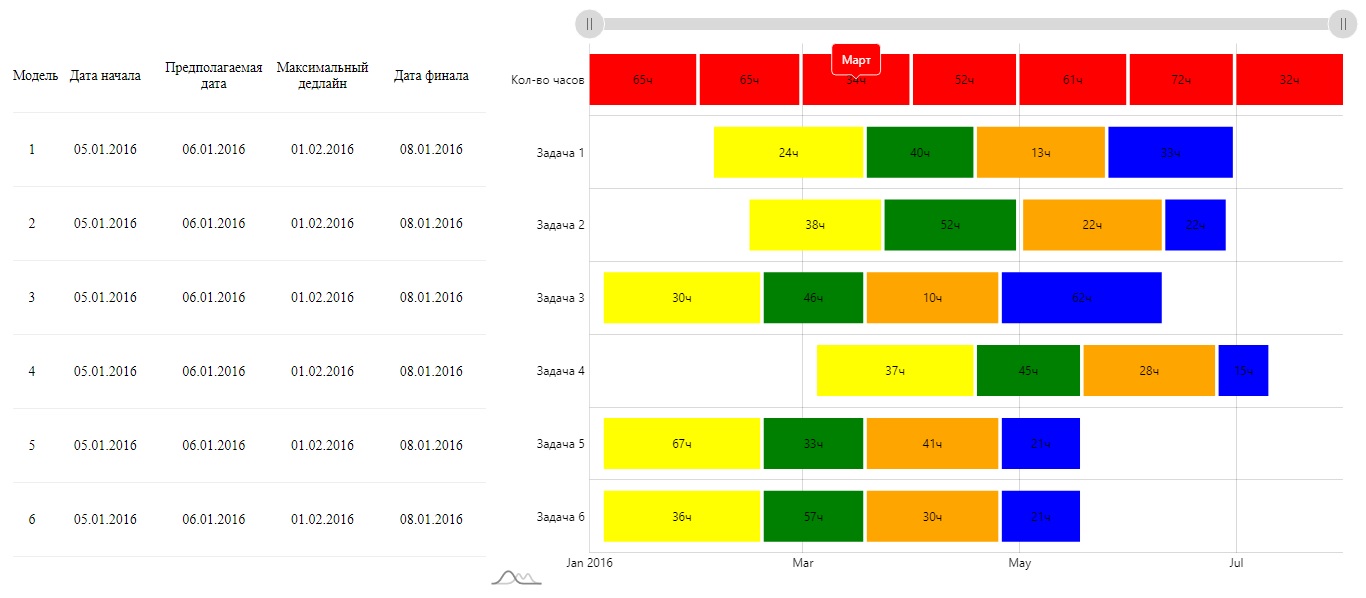 Март
Модель Дата начала Предполагаемая дата Максимальный дедлайн Дата финала
Кол-во часов 65ч 65ч 34ч 52ч 61ч 72ч 32ч
1 05.01.2016 06.01.2016 01.02.2016 08.01.2016
Задача 1 24ч 40ч 13ч 33ч
2 05.01.2016 06.01.2016 01.02.2016 08.01.2016
Задача 2 38ч 52ч 22ч 22ч
3 05.01.2016 06.01.2016 01.02.2016 08.01.2016
Задача 3 30ч 46ч 10ч 62ч
4 05.01.2016 06.01.2016 01.02.2016 08.01.2016
Задача 4 37ч 45ч 28ч 15ч
5 05.01.2016 06.01.2016 01.02.2016 08.01.2016
Задача 5 67ч 33ч 41ч 21ч
6 05.01.2016 06.01.2016 01.02.2016 08.01.2016
Задача 6 36ч 57ч 30ч 21ч
Jan 2016 Mar May Jul